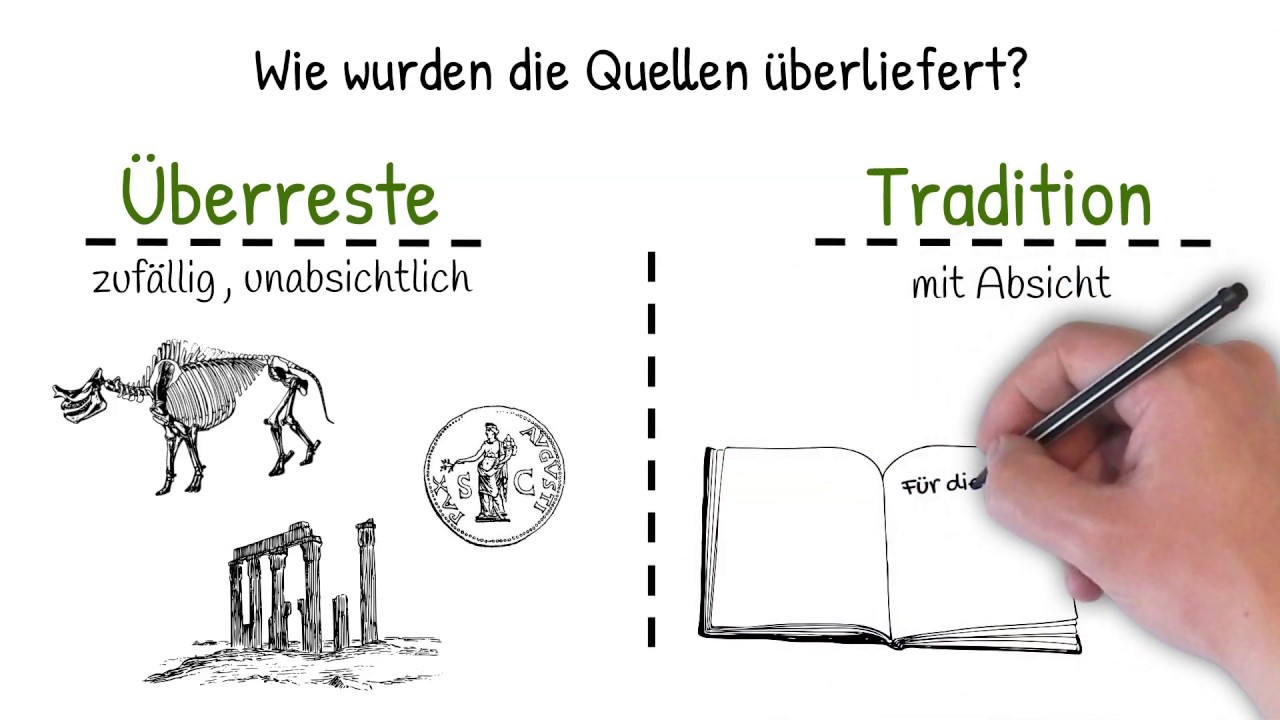 Wie wurden die Quellen überliefert?
Überreste
zufällig, unabsichtlich
PAX AVGVSTI
S C
Tradition
mit Absicht
Für die